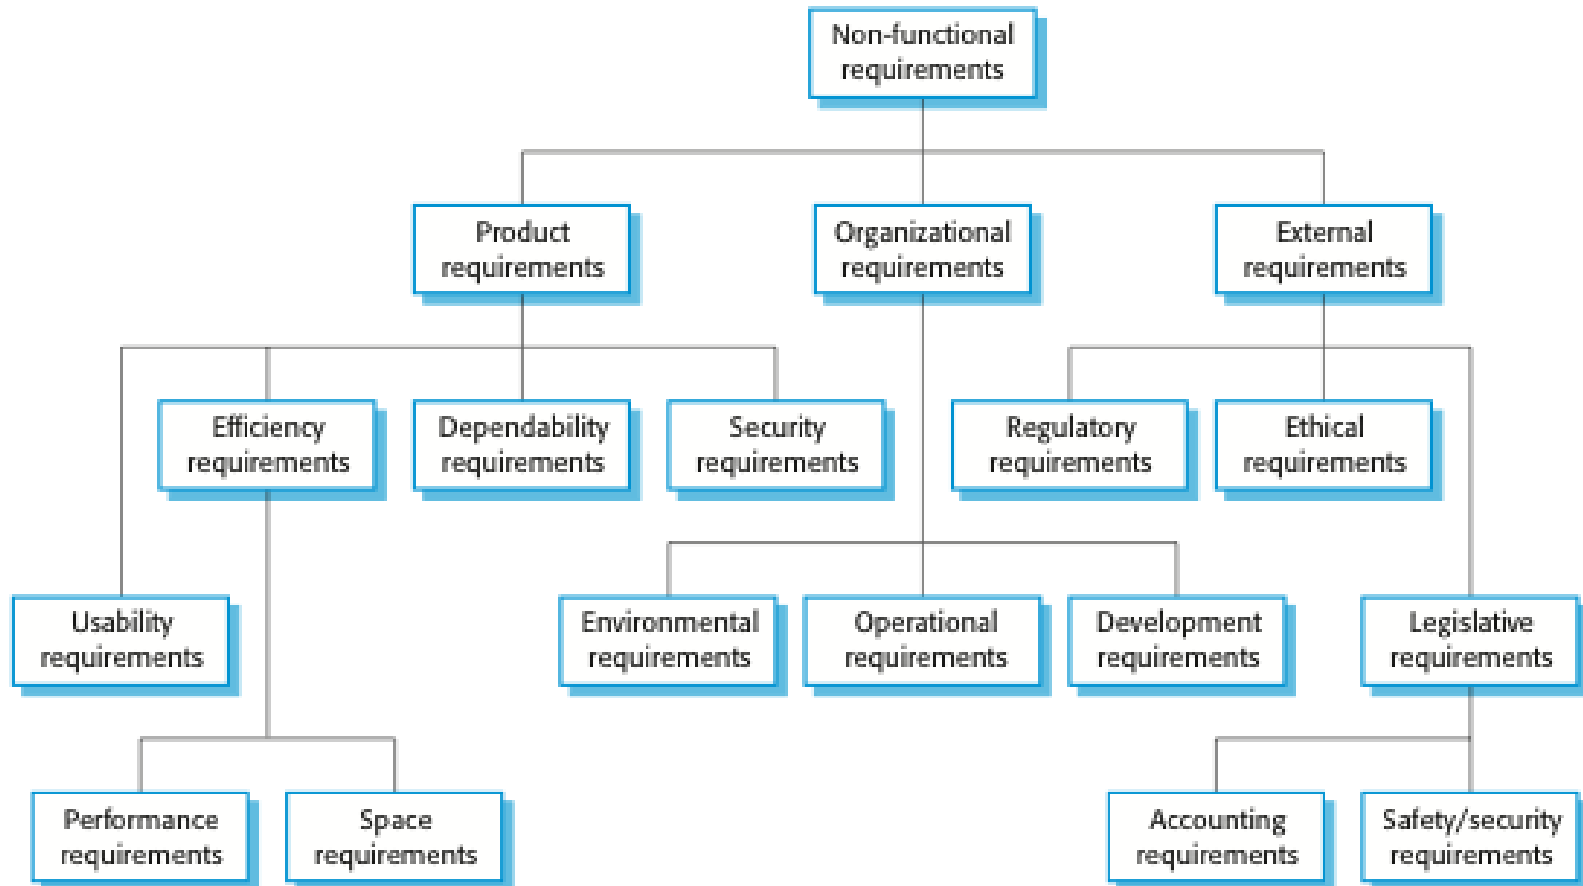 Non-functional
requirements
Product
requirements
Organizational
requirements
External
requirements
Efficiency
requirements
Dependability
requirements
Security
requirements
Regulatory
requirements
Ethical
requirements
Usability
requirements
Environmental
requirements
Operational
requirements
Development
requirements
Legislative
requirements
Performance
requirements
Space
requirements
Accounting
requirements
Safety/security
requirements